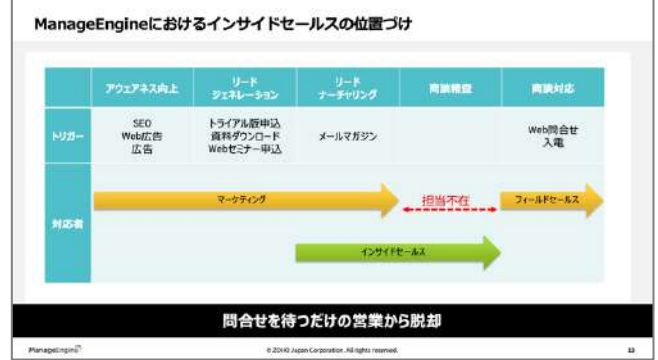 ManageEngineにおけるインサイドセールスの位置づけ
アウェアネス向上
リード
ジェネレーション
リード
ナーチャリング
商談精査
商談対応
トリガー
SEO
Web広告
広告
トライアル版申込
資料ダウンロード
Webセミナー申込
メールマガジン
Web問合せ
入電
対応者
マーケティング
担当不在
フィールドセールス
インサイドセールス
問合せを待つだけの営業から脱却
ManageEngine
© ZOHO Japan Corporation. All rights reserved.